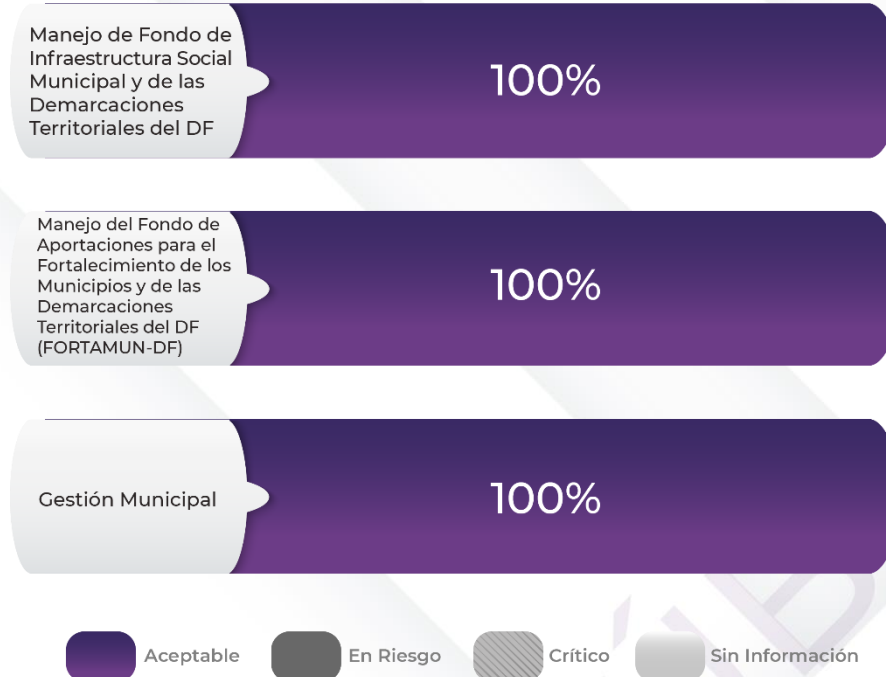 Manejo de Fondo de
Infraestructura Social
Municipal y de las
Demarcaciones
Territoriales del DF
100%
Manejo del Fondo de
Aportaciones para el
Fortalecimiento de los
Municipios y de las
Demarcaciones
Territoriales del DF
(FORTAMUN-DF)
100%
Gestión Municipal
100%
Aceptable
En Riesgo
Crítico
Sin Información